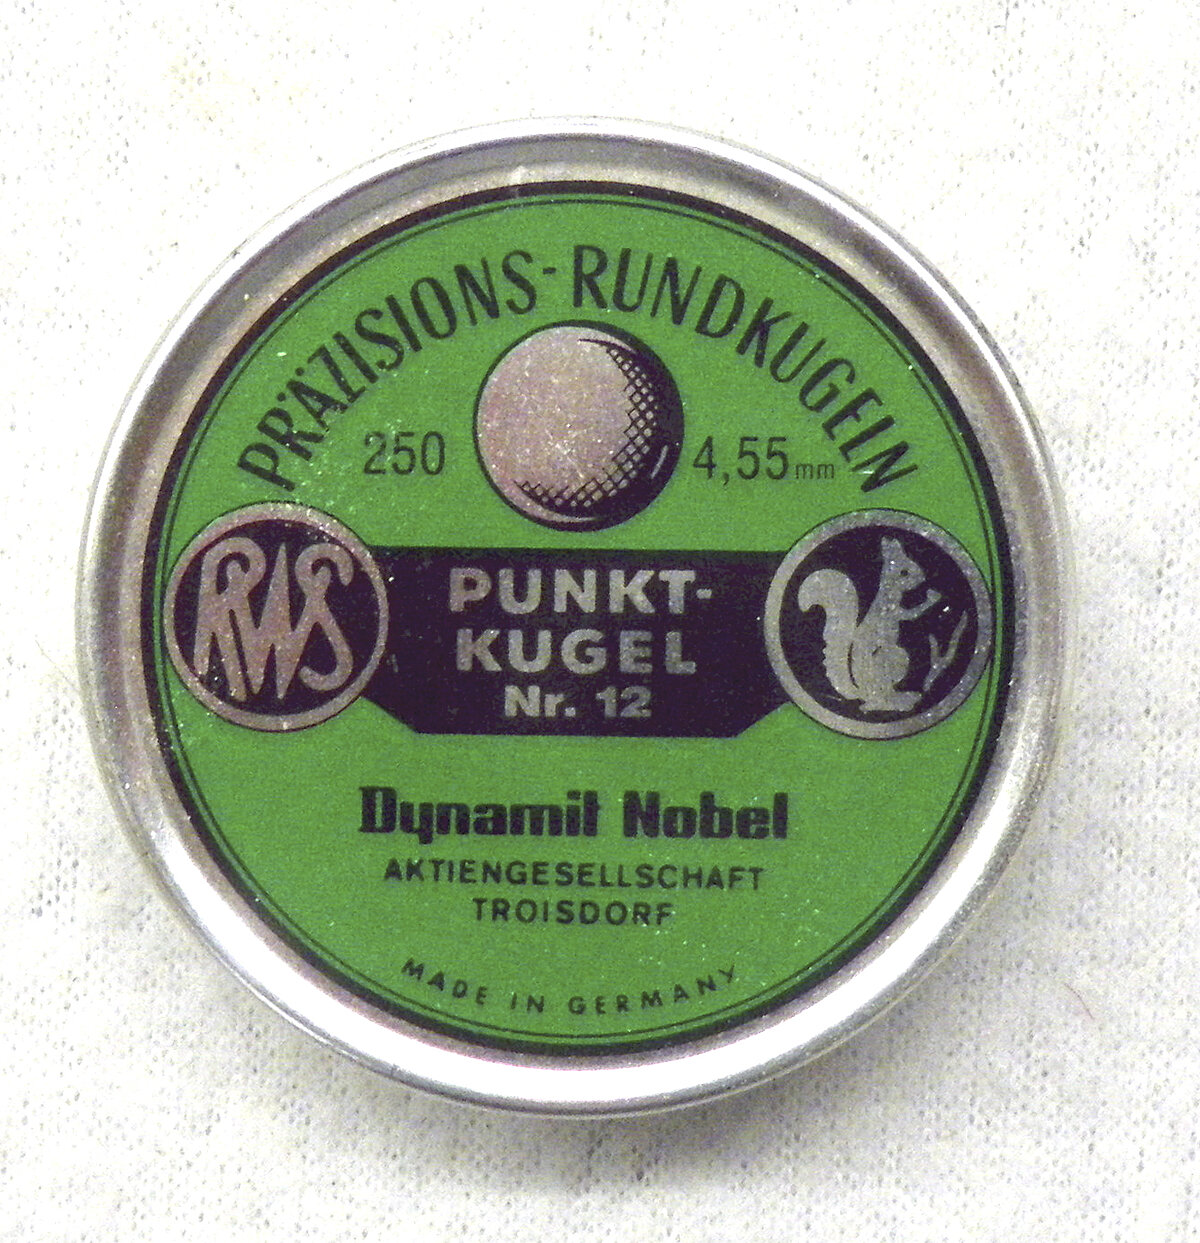 PRÄZISIONS-RUNDKUGELN
250
4,55mm
RWS
PUNKT-
KUGEL
Nr. 12
Dynamit Nobel
AKTIENGESELLSCHAFT
TROISDORF
MADE IN GERMANY